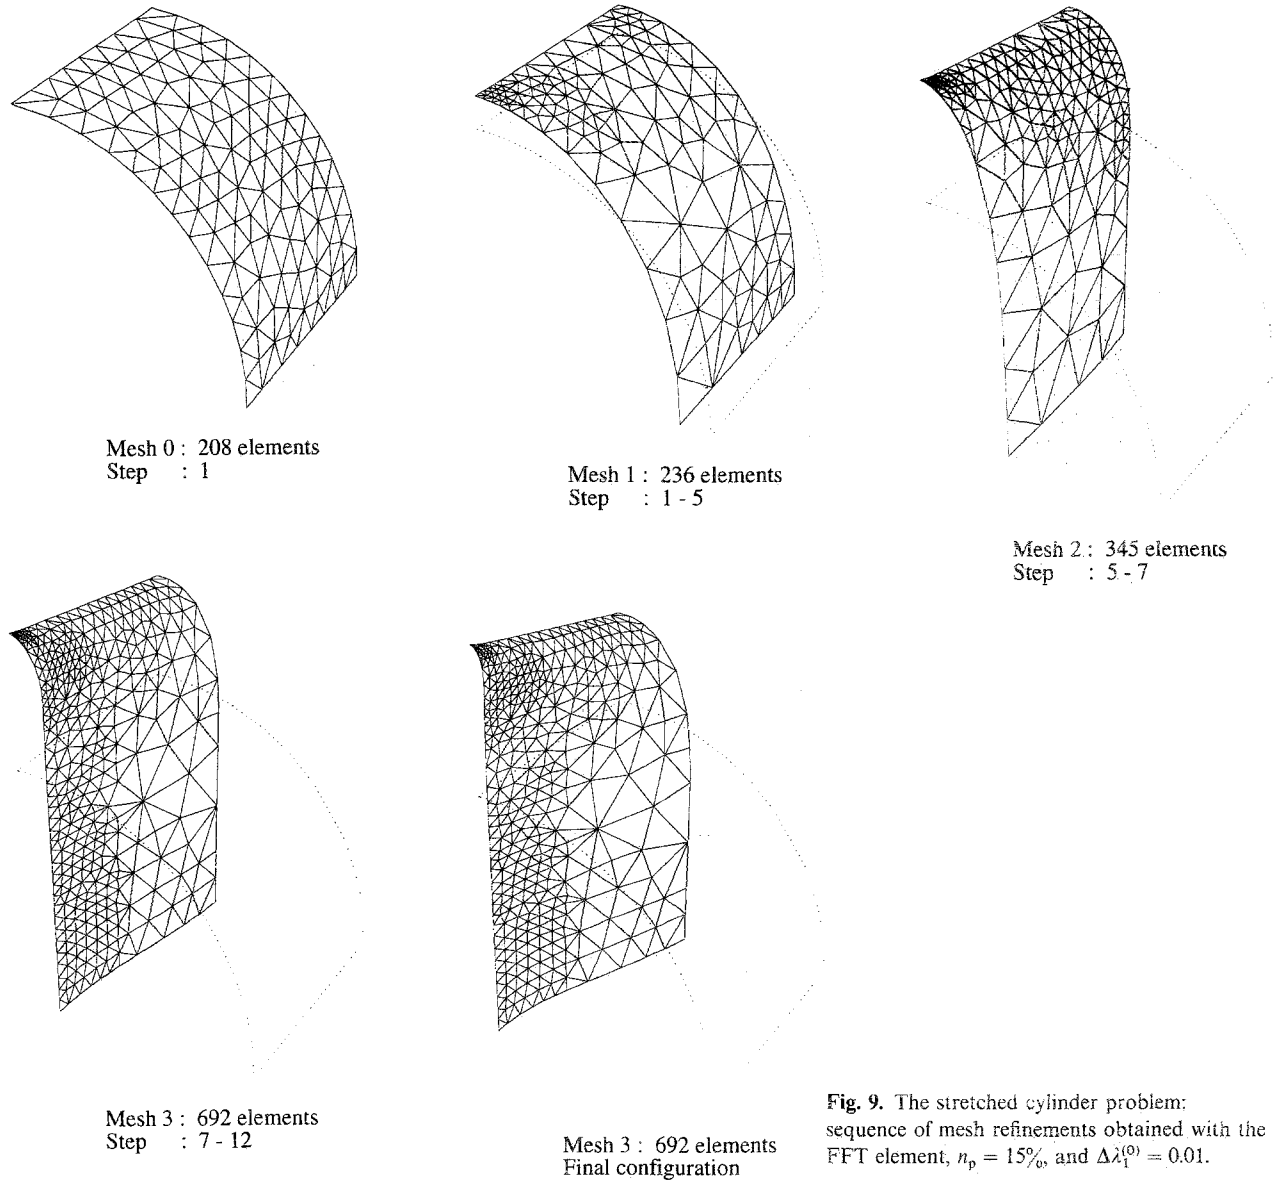 Mesh 0 : 208 elements
Step : 1
Mesh 1 : 236 elements
Step : 1 - 5
Mesh 2 : 345 elements
Step : 5 - 7
Mesh 3 : 692 elements
Step : 7 - 12
Mesh 3 : 692 elements
Final configuration
Fig. 9. The stretched cylinder problem:
sequence of mesh refinements obtained with the
FFT element, nₚ = 15%, and Δλ₁⁽⁰⁾ = 0.01.